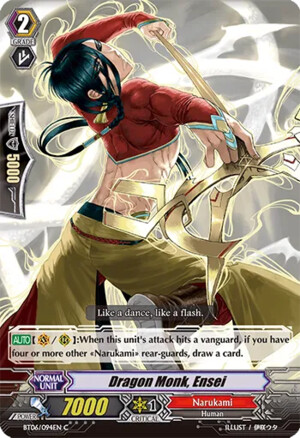 2
GRADE
5000
SHIELD
Like a dance, like a flash.
AUTO [V/R]:When this unit's attack hits a vanguard, if you have
four or more other «Narukami» rear-guards, draw a card.
NORMAL
UNIT
Dragon Monk, Ensei
POWER
7000
1
CRITICAL
Narukami
Human
BT06/094EN C
ILLUST / 伊咲ウタ